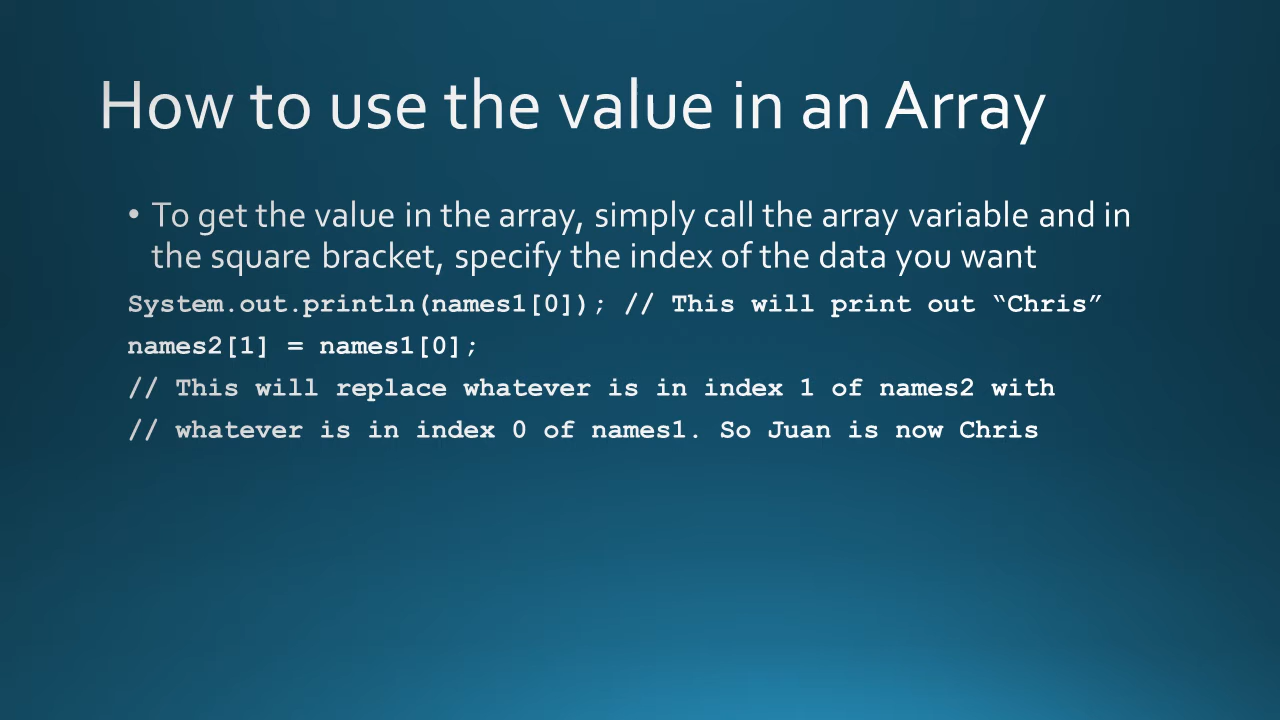 How to use the value in an Array
• To get the value in the array, simply call the array variable and in
the square bracket, specify the index of the data you want
System.out.println(names1[0]); // This will print out “Chris”
names2[1] = names1[0];
// This will replace whatever is in index 1 of names2 with
// whatever is in index 0 of names1. So Juan is now Chris